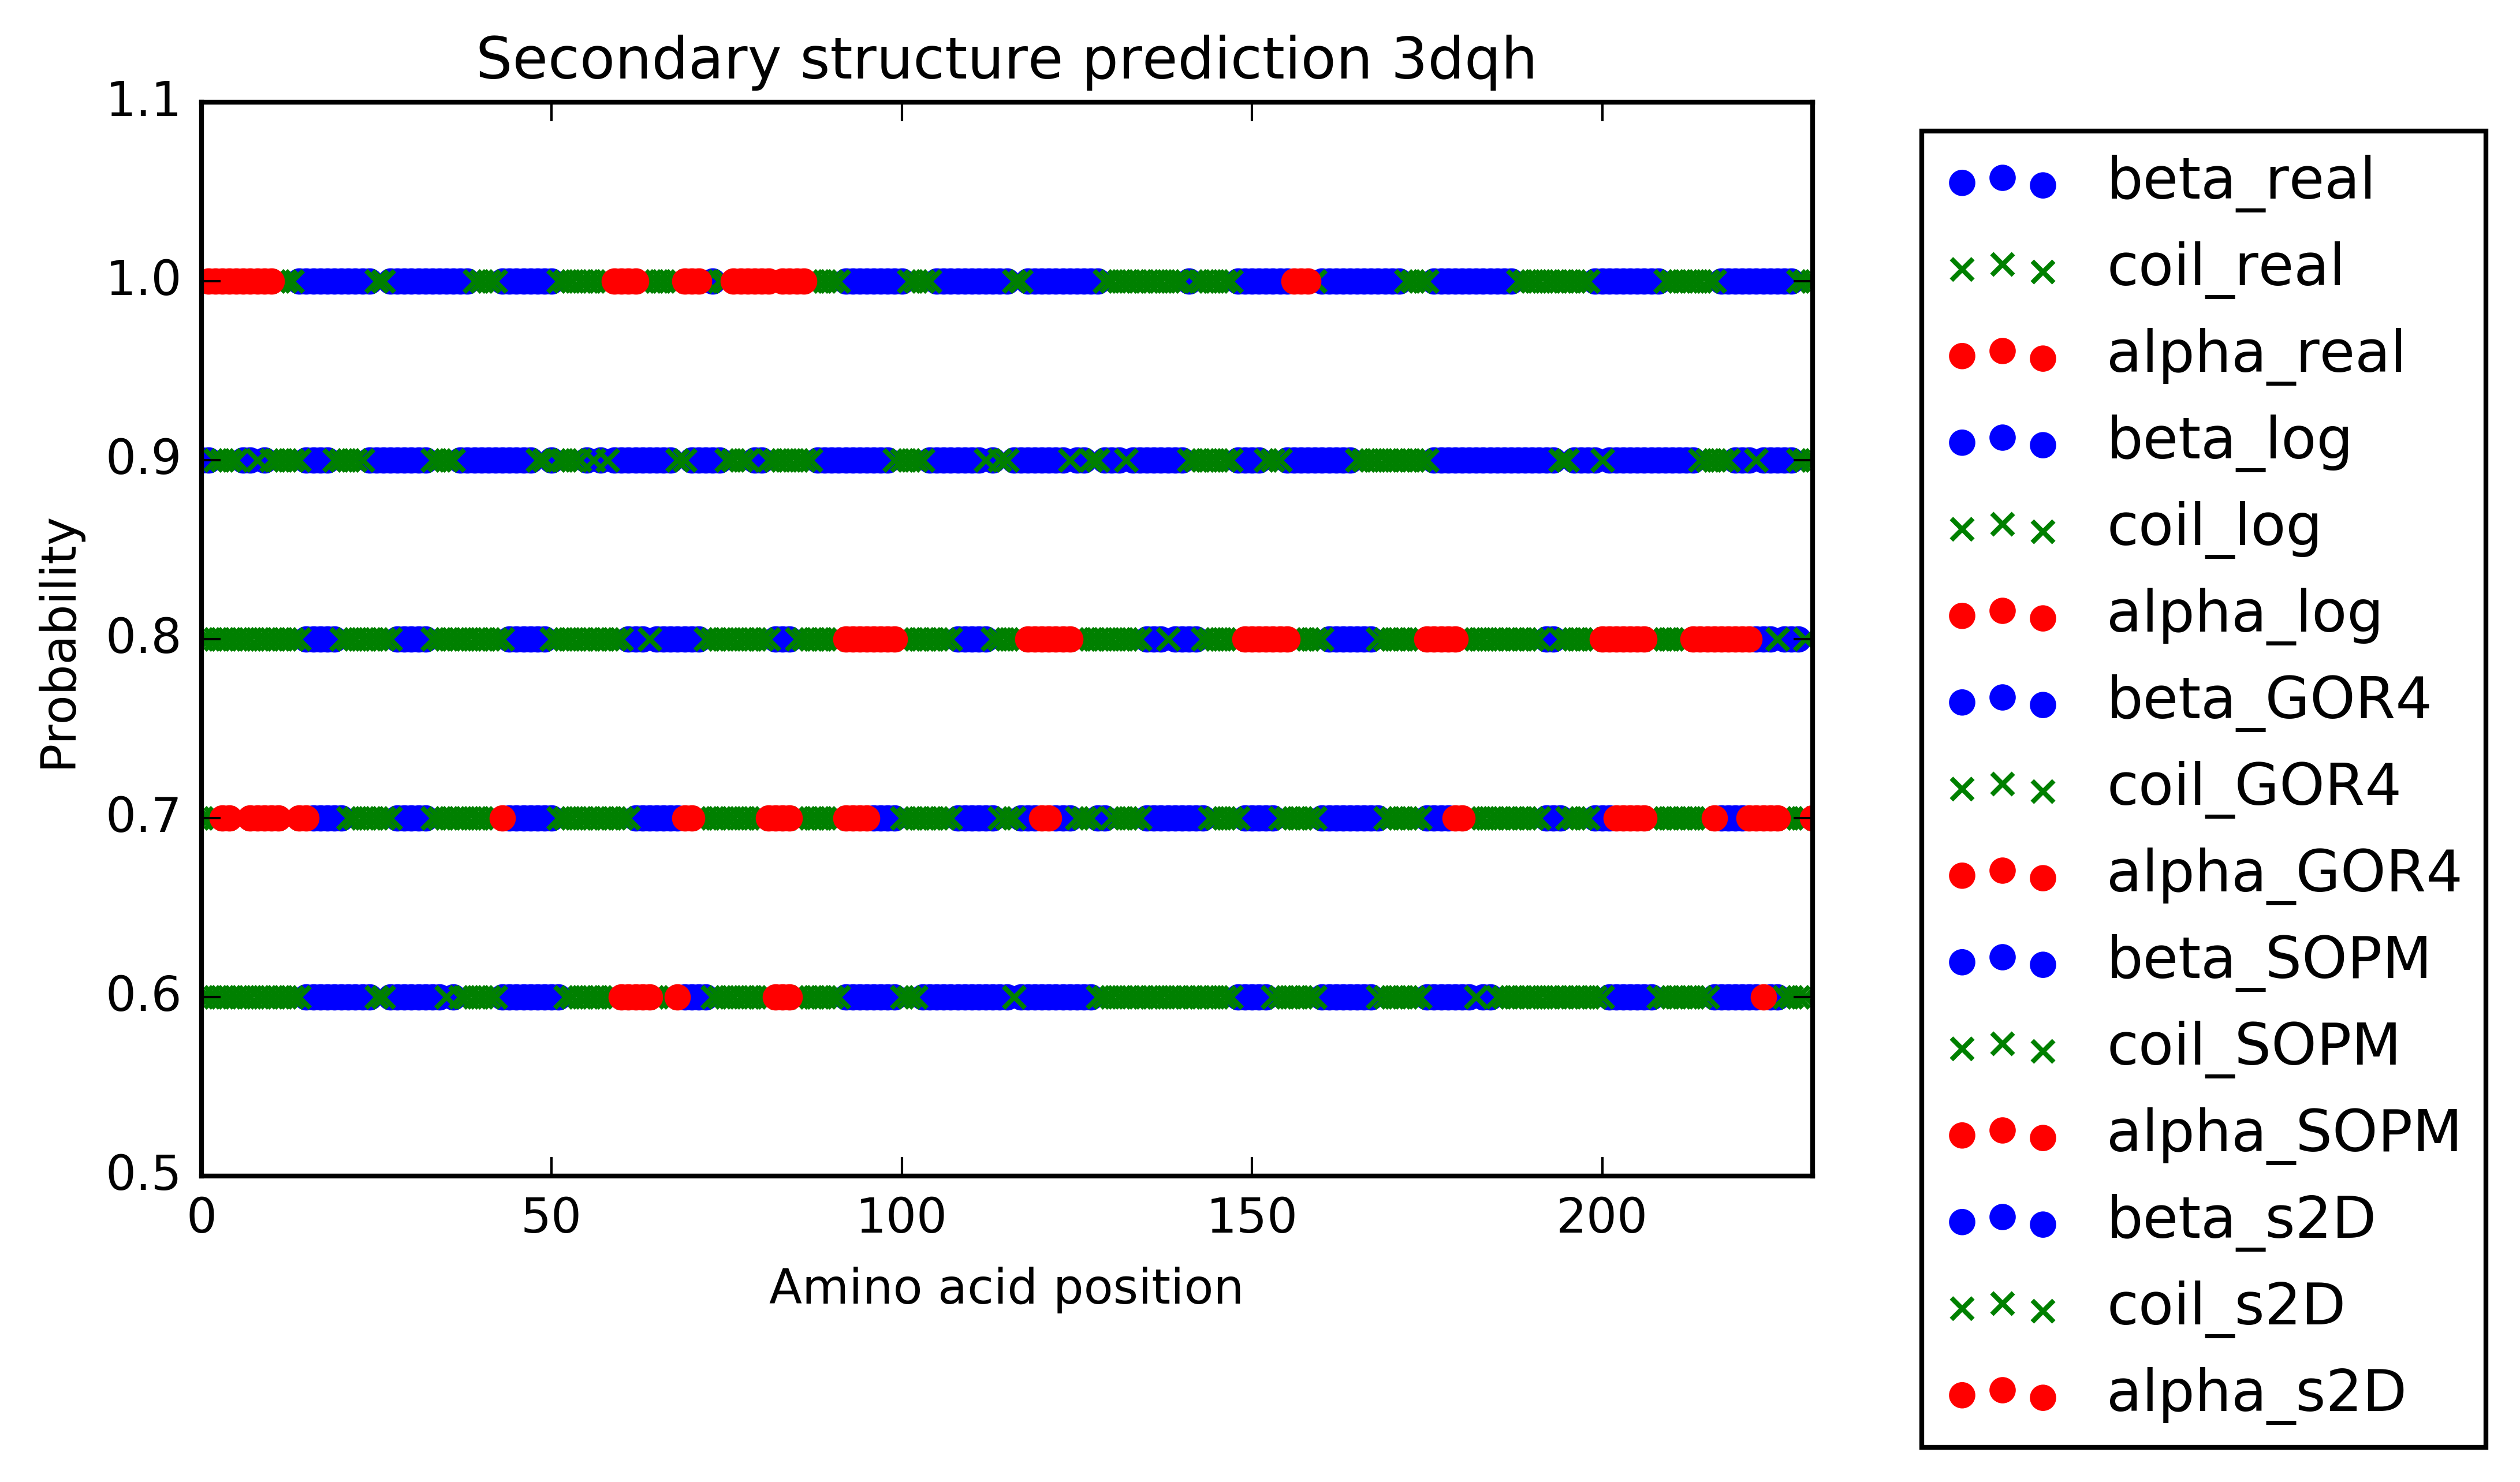 Secondary structure prediction 3dqh
1.1
1.0
0.9
0.8
0.7
0.6
0.5
Probability
0 50 100 150 200
Amino acid position
beta_real
coil_real
alpha_real
beta_log
coil_log
alpha_log
beta_GOR4
coil_GOR4
alpha_GOR4
beta_SOPM
coil_SOPM
alpha_SOPM
beta_s2D
coil_s2D
alpha_s2D